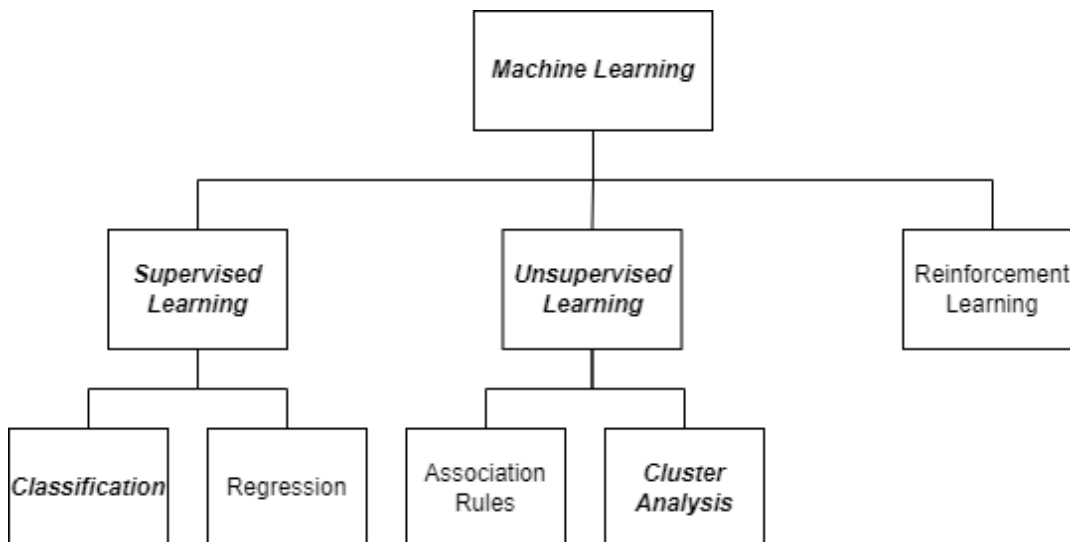 Machine Learning
Supervised
Learning
Unsupervised
Learning
Reinforcement
Learning
Classification
Regression
Association
Rules
Cluster
Analysis